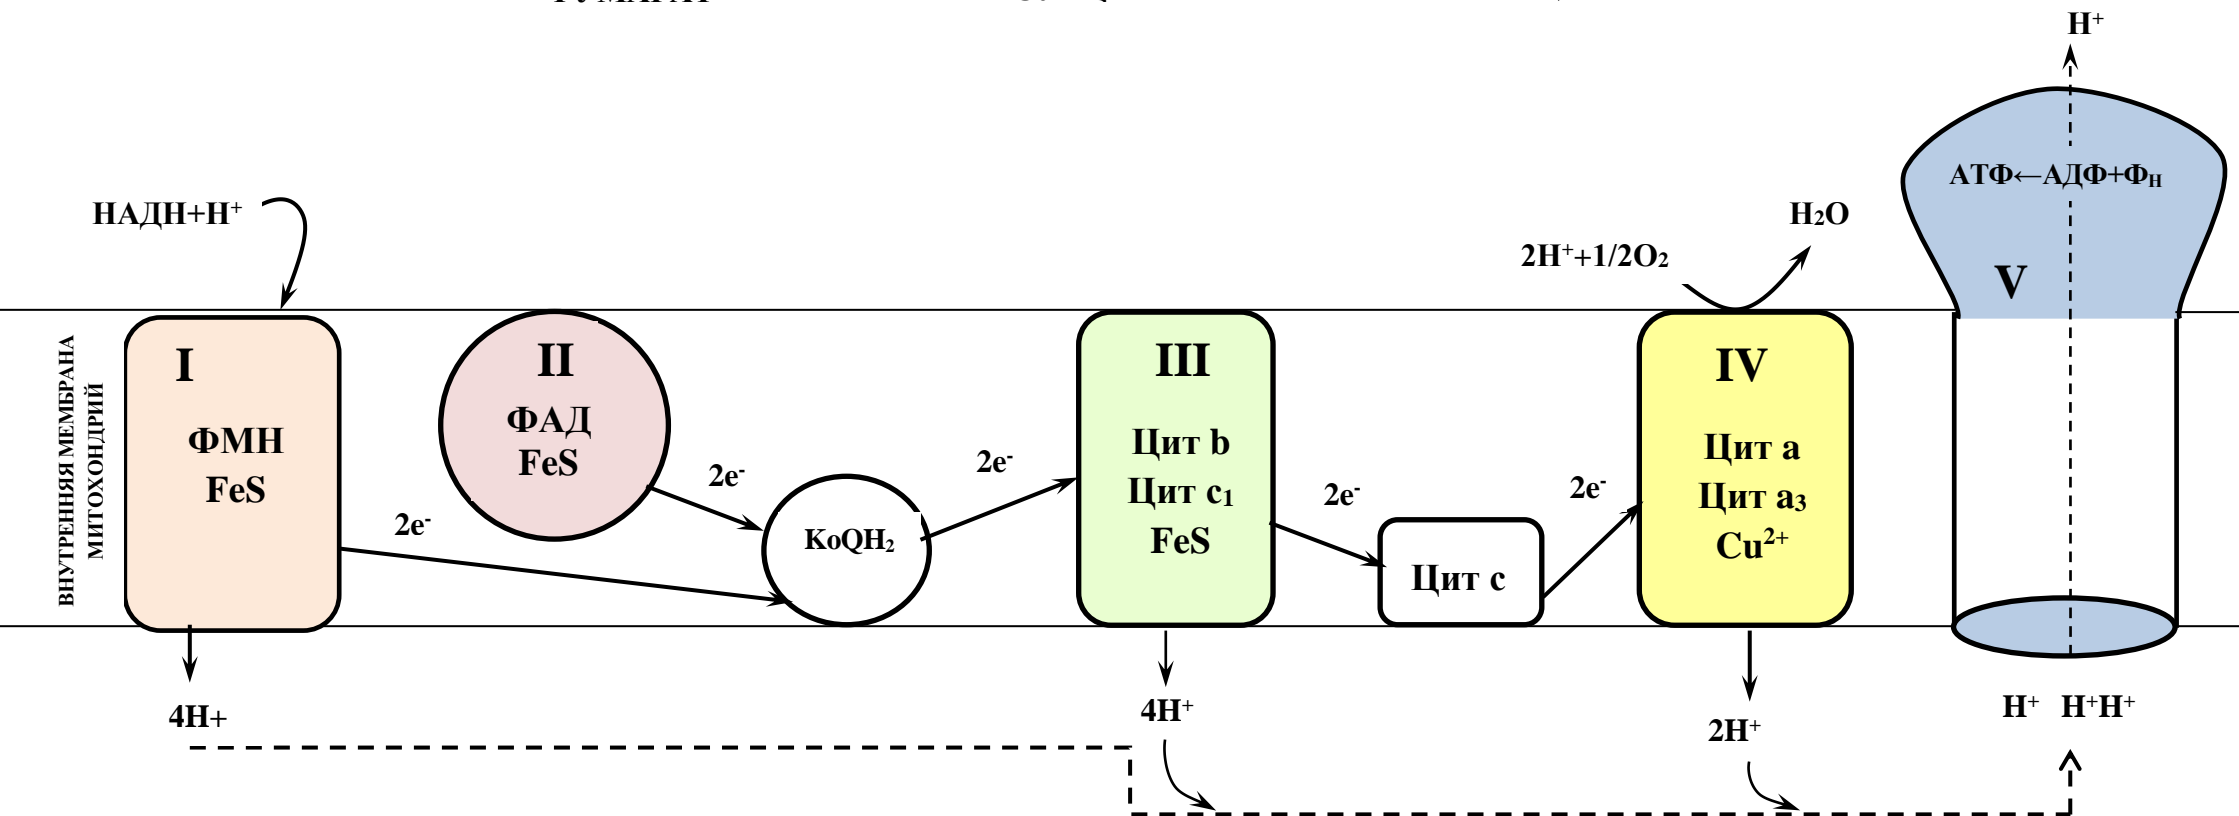 H⁺
АТФ←АДФ+Фн
НАДН+Н⁺
H₂O
2H⁺+1/2O₂
V
ВНУТРЕННЯЯ МЕМБРАНА
МИТОХОНДРИЙ
I
ФМН
FeS
2e⁻
II
ФАД
FeS
2e⁻
KoQH₂
2e⁻
III
Цит b
Цит c₁
FeS
2e⁻
Цит c
2e⁻
IV
Цит a
Цит a₃
Cu²⁺
4H+
4H⁺
2H⁺
H⁺ H⁺H⁺